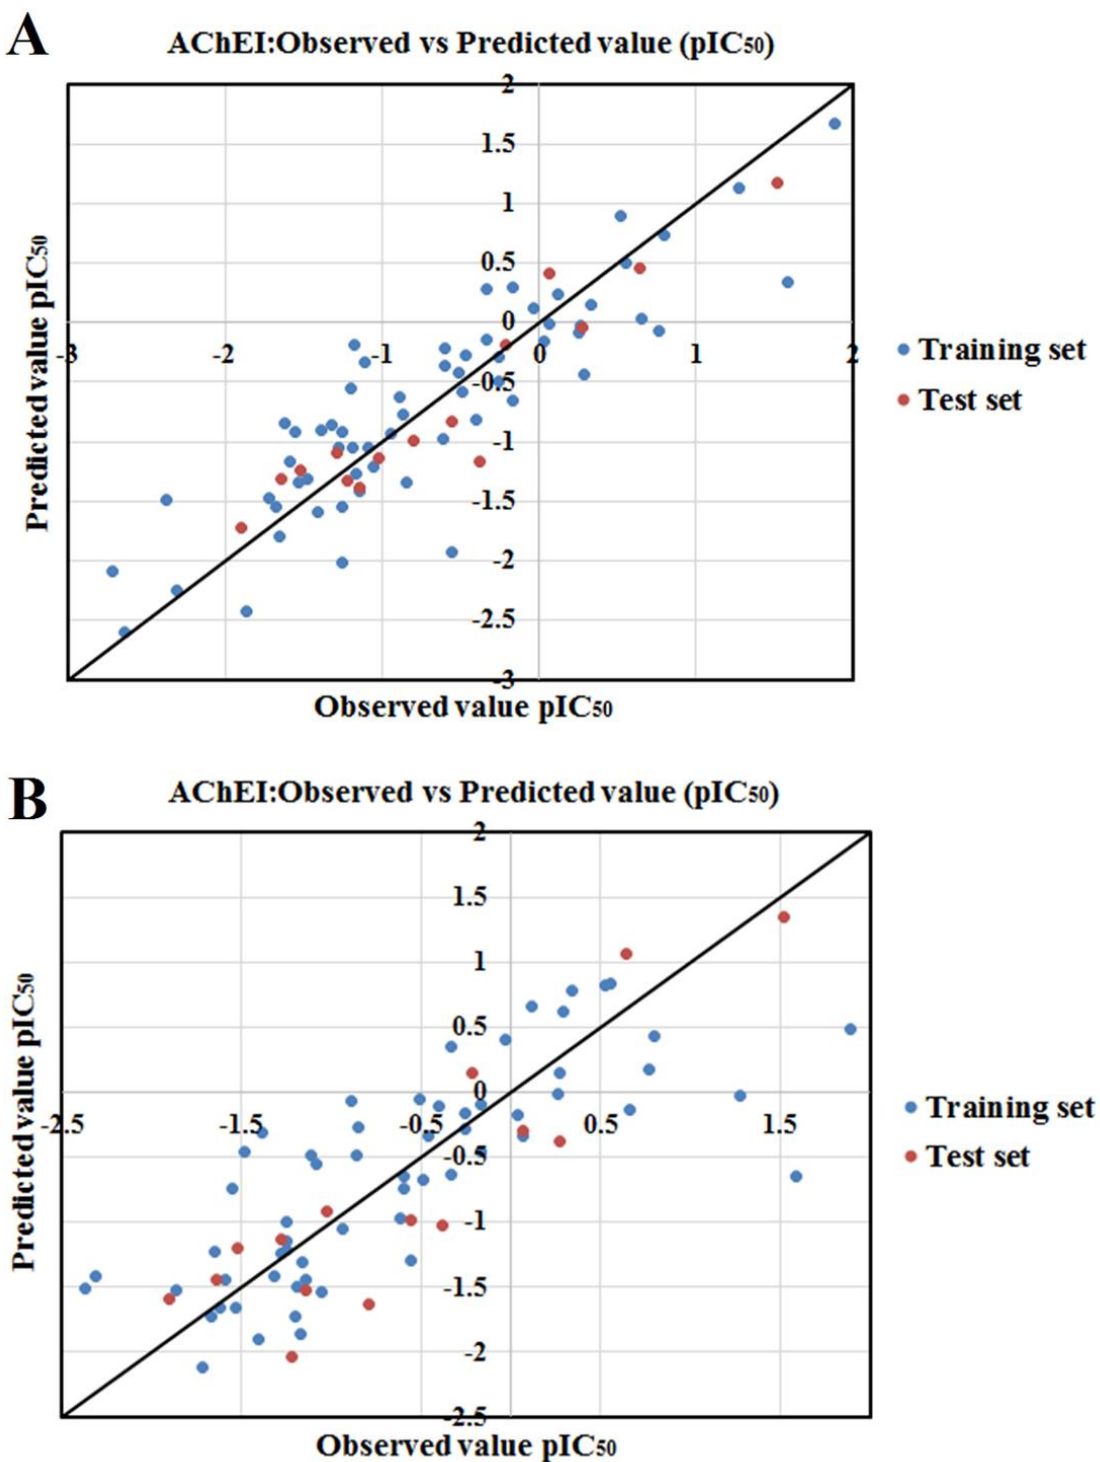 A
AChEI:Observed vs Predicted value (pIC50)
2
1.5
1
0.5
0
-3 -2 -1 0 1 2
-0.5
-1
-1.5
-2
-2.5
-3
Predicted value pIC50
Observed value pIC50
Training set
Test set
B
AChEI:Observed vs Predicted value (pIC50)
2
1.5
1
0.5
0
-2.5 -1.5 -0.5 0.5 1.5
-0.5
-1
-1.5
-2
-2.5
Predicted value pIC50
Observed value pIC50
Training set
Test set